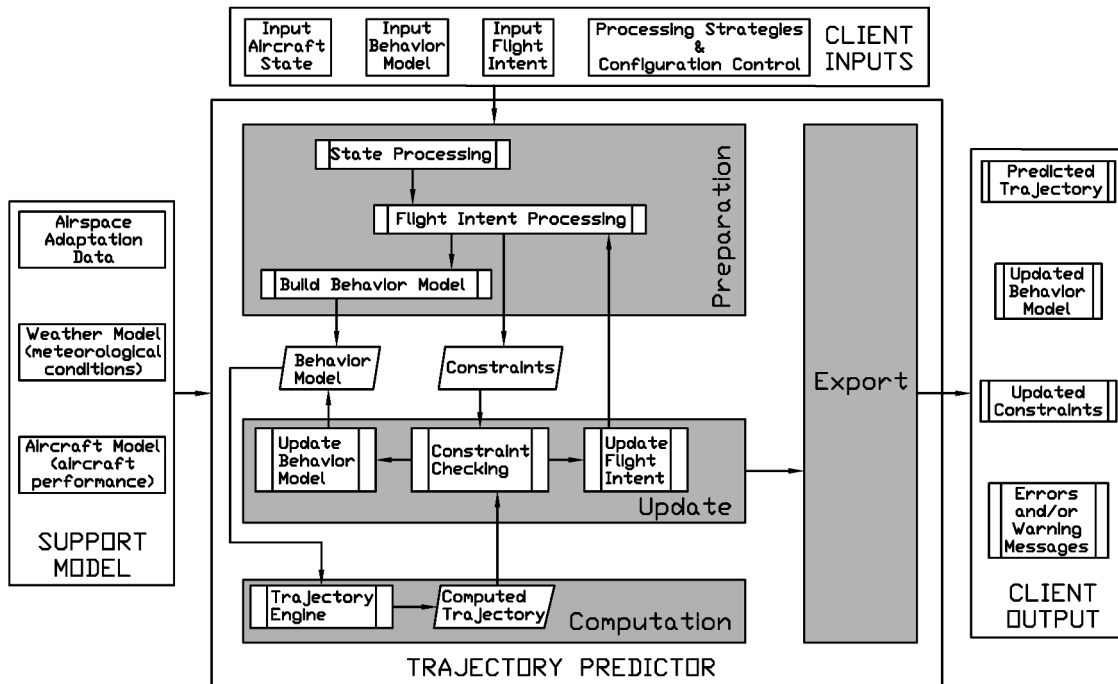 Input
Aircraft
State
Input
Behavior
Model
Input
Flight
Intent
Processing Strategies
&
Configuration Control
CLIENT
INPUTS
State Processing
Flight Intent Processing
Build Behavior Model
Preparation
Behavior
Model
Constraints
Update
Behavior
Model
Constraint
Checking
Update
Flight
Intent
Update
Trajectory
Engine
Computed
Trajectory
Computation
Export
TRAJECTORY PREDICTOR
Airspace
Adaptation
Data
Weather Model
(meteorological
conditions)
Aircraft Model
(aircraft
performance)
SUPPORT
MODEL
Predicted
Trajectory
Updated
Behavior
Model
Updated
Constraints
Errors
and/or
Warning
Messages
CLIENT
OUTPUT